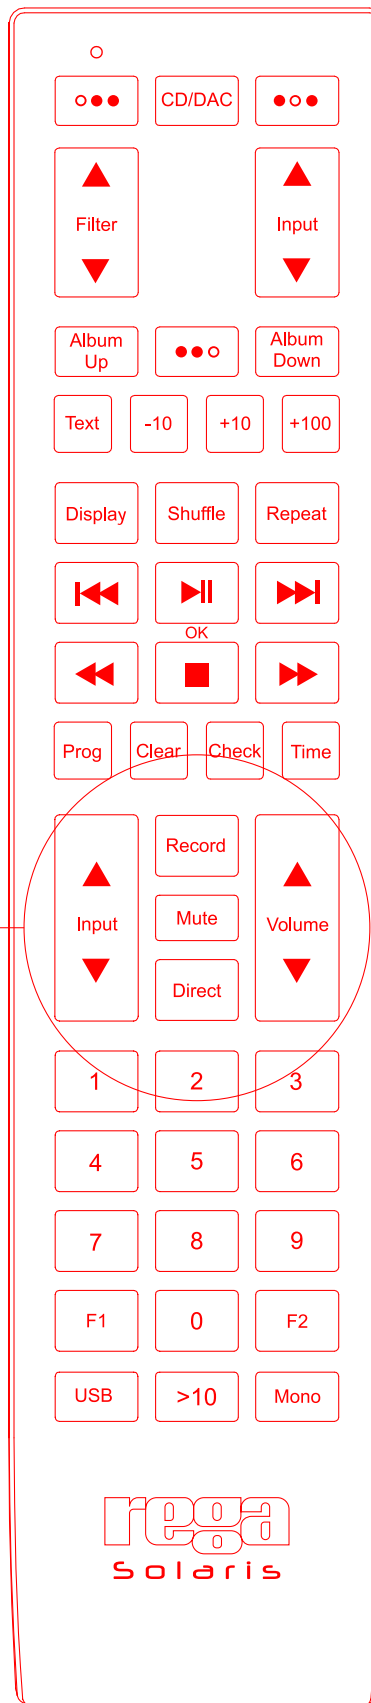 CD/DAC
Filter
Input
Album
Up
Album
Down
Text
-10
+10
+100
Display
Shuffle
Repeat
OK
Prog
Clear
Check
Time
Record
Input
Mute
Volume
Direct
1
2
3
4
5
6
7
8
9
F1
0
F2
USB
>10
Mono
rega
Solaris